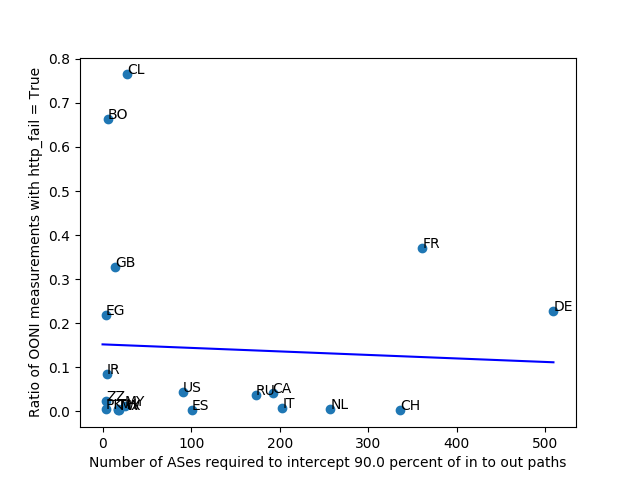 0.8
0.7
0.6
0.5
0.4
0.3
0.2
0.1
0.0
Ratio of OONI measurements with http_fail = True
CL
BO
GB
EG
IR
ZZ
MY
FR
DE
US
ES
RU
CA
IT
NL
CH
0
100
200
300
400
500
Number of ASes required to intercept 90.0 percent of in to out paths